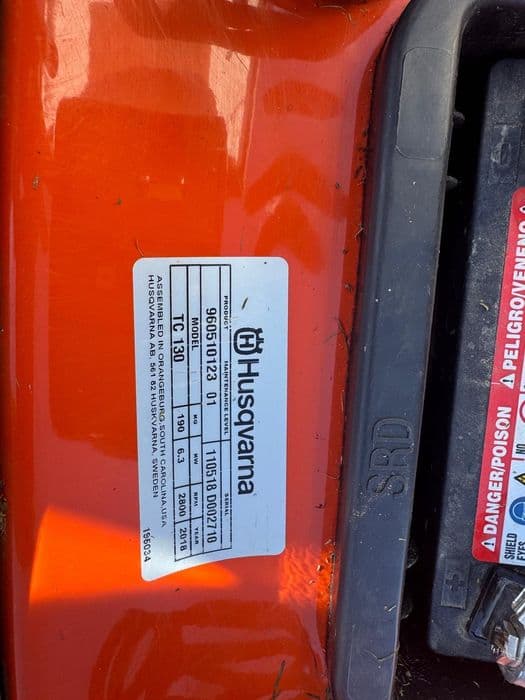 Husqvarna
PRODUCT MAINTENANCE LEVEL SERIAL
960510123 01 110518 D002710
MODEL KG KW RPM YEAR
TC 130 190 6.3 2800 2018
ASSEMBLED IN ORANGEBURG, SOUTH CAROLINA, USA
HUSQVARNA AB, 561 82 HUSKVARNA, SWEDEN
195034
SRD
DANGER/POISON PELIGRO/VENENO
SHIELD
EYES
NO